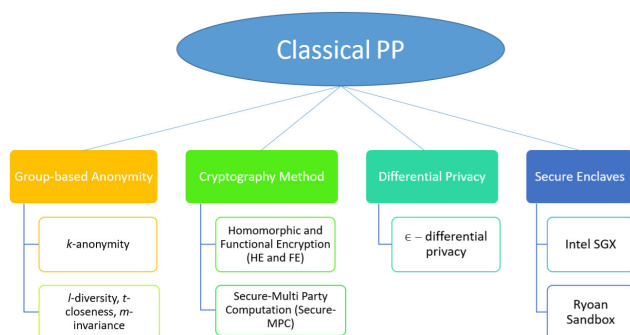 Classical PP
Group-based Anonymity
k-anonymity
l-diversity, t-
closeness, m-
invariance
Cryptography Method
Homomorphic and
Functional Encryption
(HE and FE)
Secure-Multi Party
Computation (Secure-
MPC)
Differential Privacy
ϵ – differential
privacy
Secure Enclaves
Intel SGX
Ryoan
Sandbox